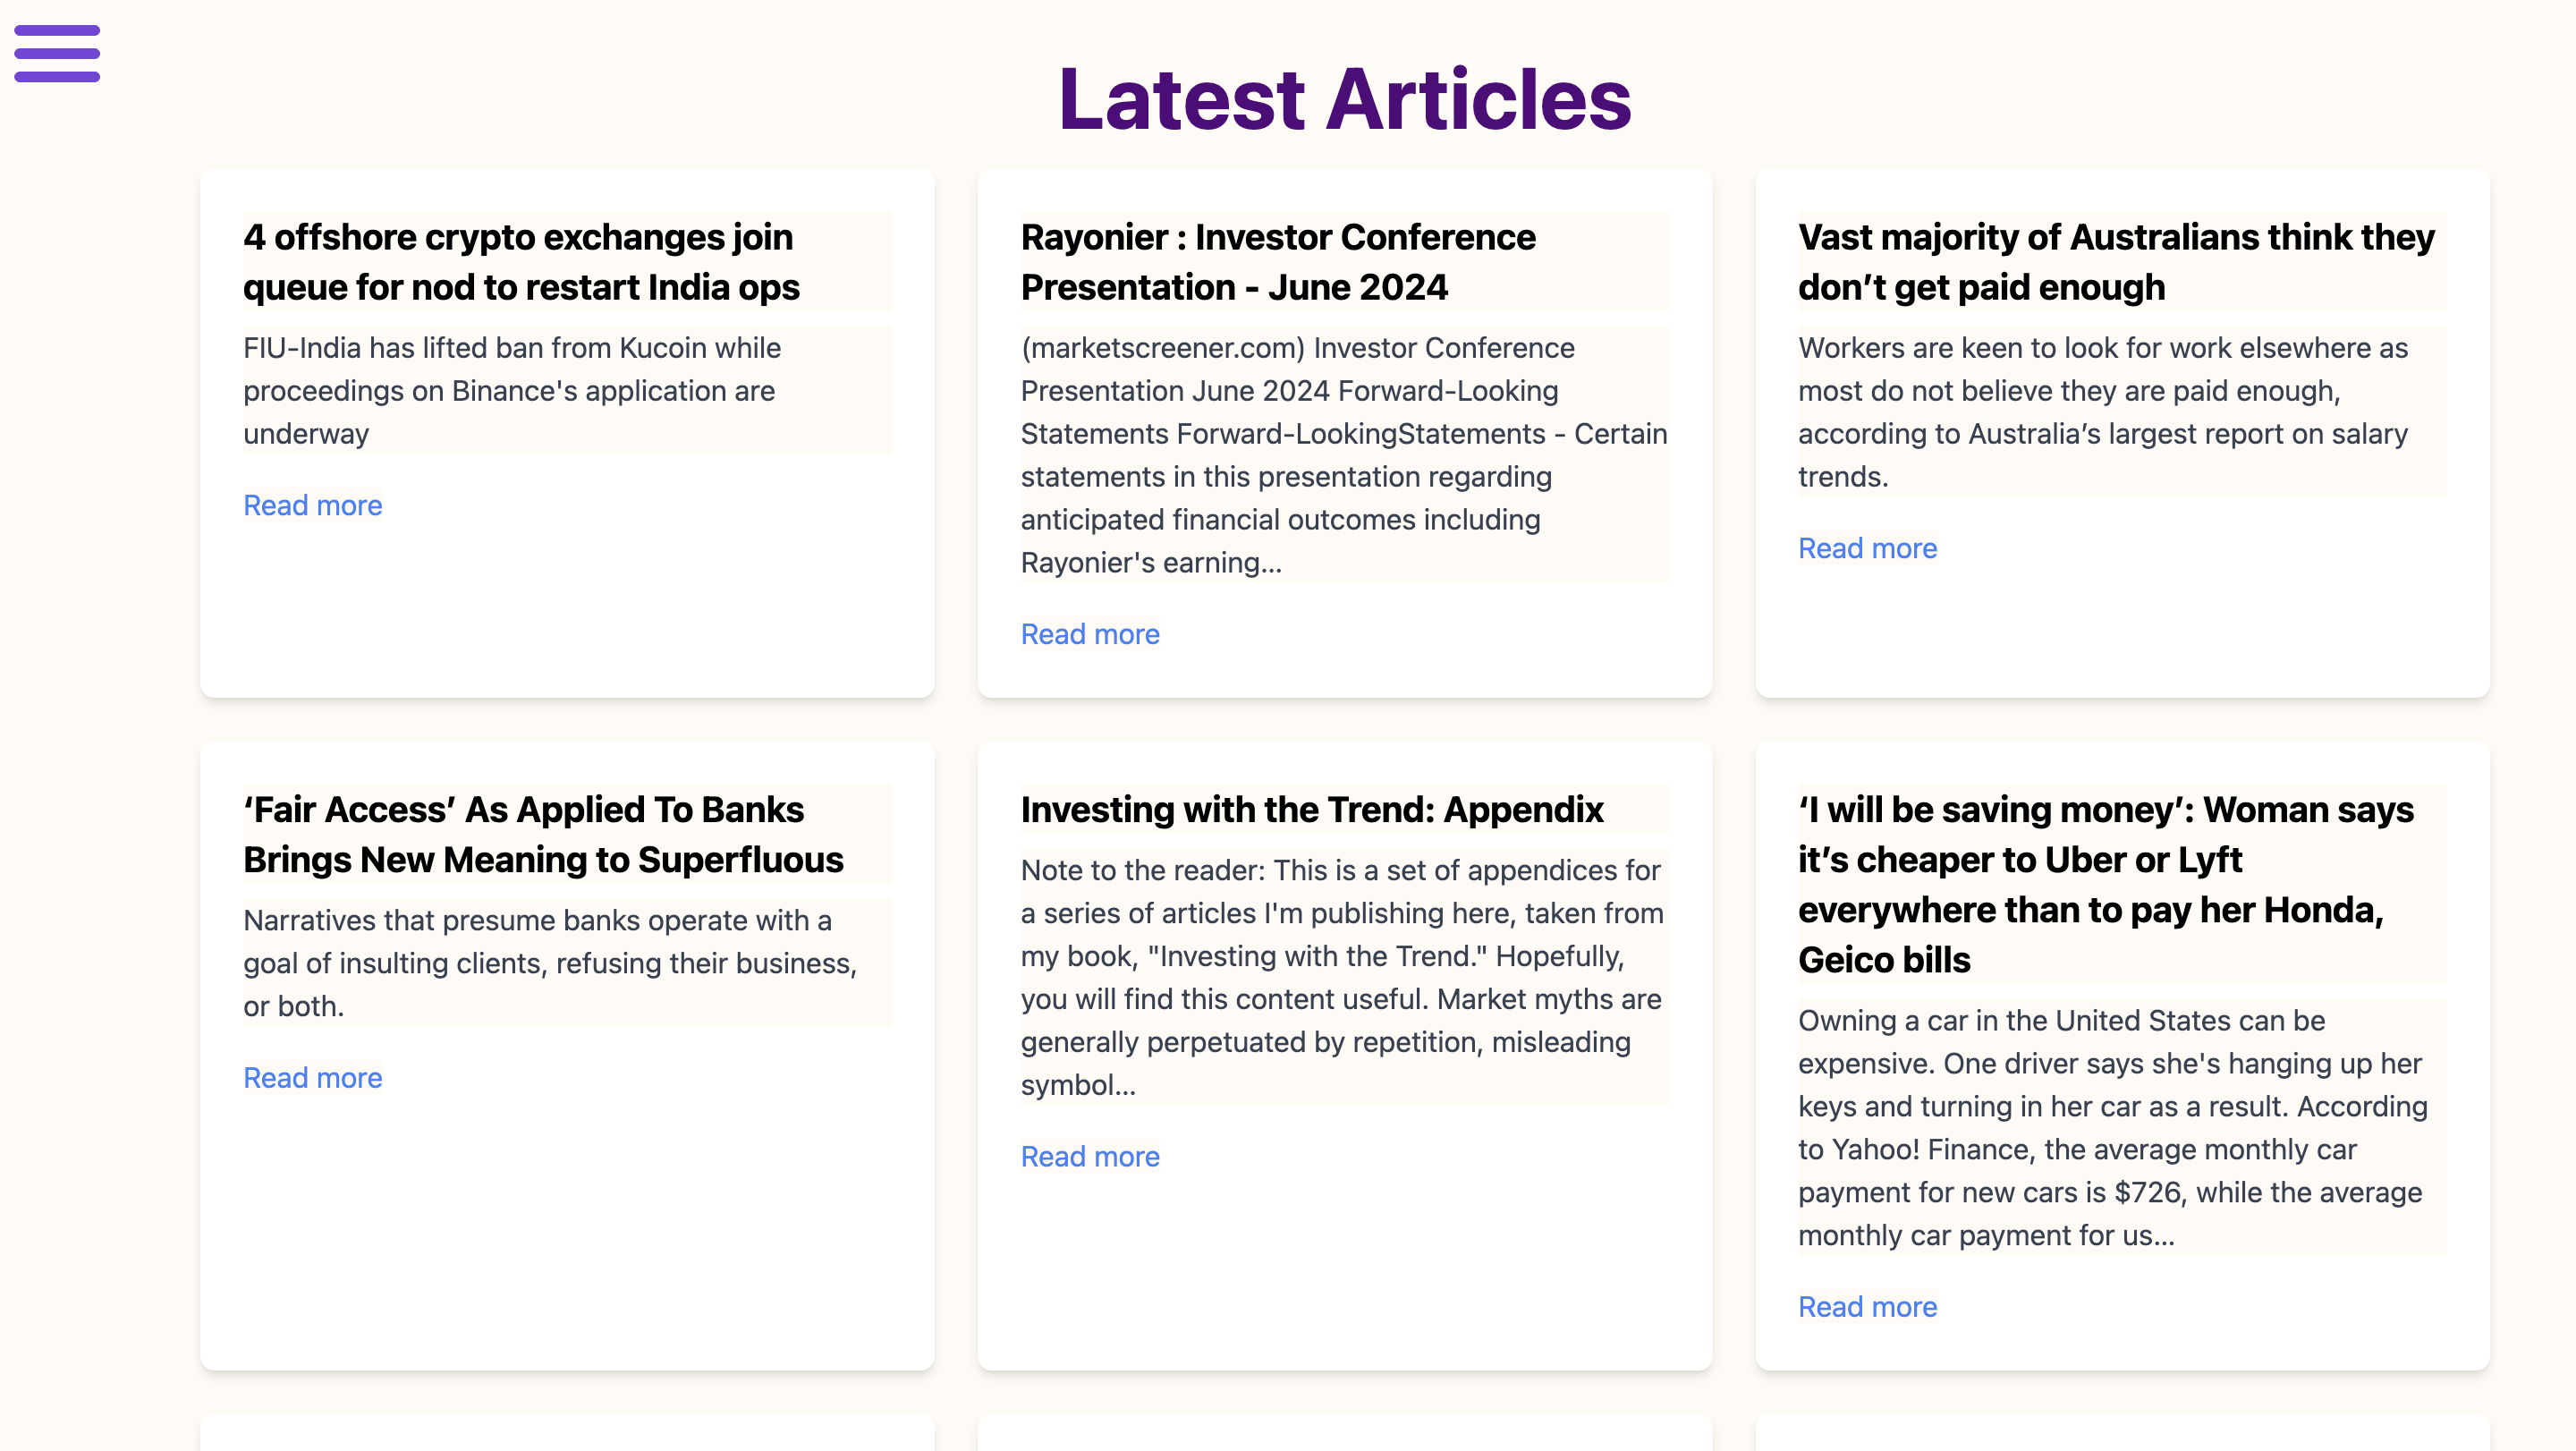 Latest Articles
4 offshore crypto exchanges join
queue for nod to restart India ops
FIU-India has lifted ban from Kucoin while
proceedings on Binance's application are
underway
Read more
Rayonier : Investor Conference
Presentation - June 2024
(marketscreener.com) Investor Conference
Presentation June 2024 Forward-Looking
Statements Forward-LookingStatements - Certain
statements in this presentation regarding
anticipated financial outcomes including
Rayonier's earning...
Read more
Vast majority of Australians think they
don’t get paid enough
Workers are keen to look for work elsewhere as
most do not believe they are paid enough,
according to Australia’s largest report on salary
trends.
Read more
‘Fair Access’ As Applied To Banks
Brings New Meaning to Superfluous
Narratives that presume banks operate with a
goal of insulting clients, refusing their business,
or both.
Read more
Investing with the Trend: Appendix
Note to the reader: This is a set of appendices for
a series of articles I'm publishing here, taken from
my book, "Investing with the Trend." Hopefully,
you will find this content useful. Market myths are
generally perpetuated by repetition, misleading
symbol...
Read more
‘I will be saving money’: Woman says
it’s cheaper to Uber or Lyft
everywhere than to pay her Honda,
Geico bills
Owning a car in the United States can be
expensive. One driver says she's hanging up her
keys and turning in her car as a result. According
to Yahoo! Finance, the average monthly car
payment for new cars is $726, while the average
monthly car payment for us...
Read more